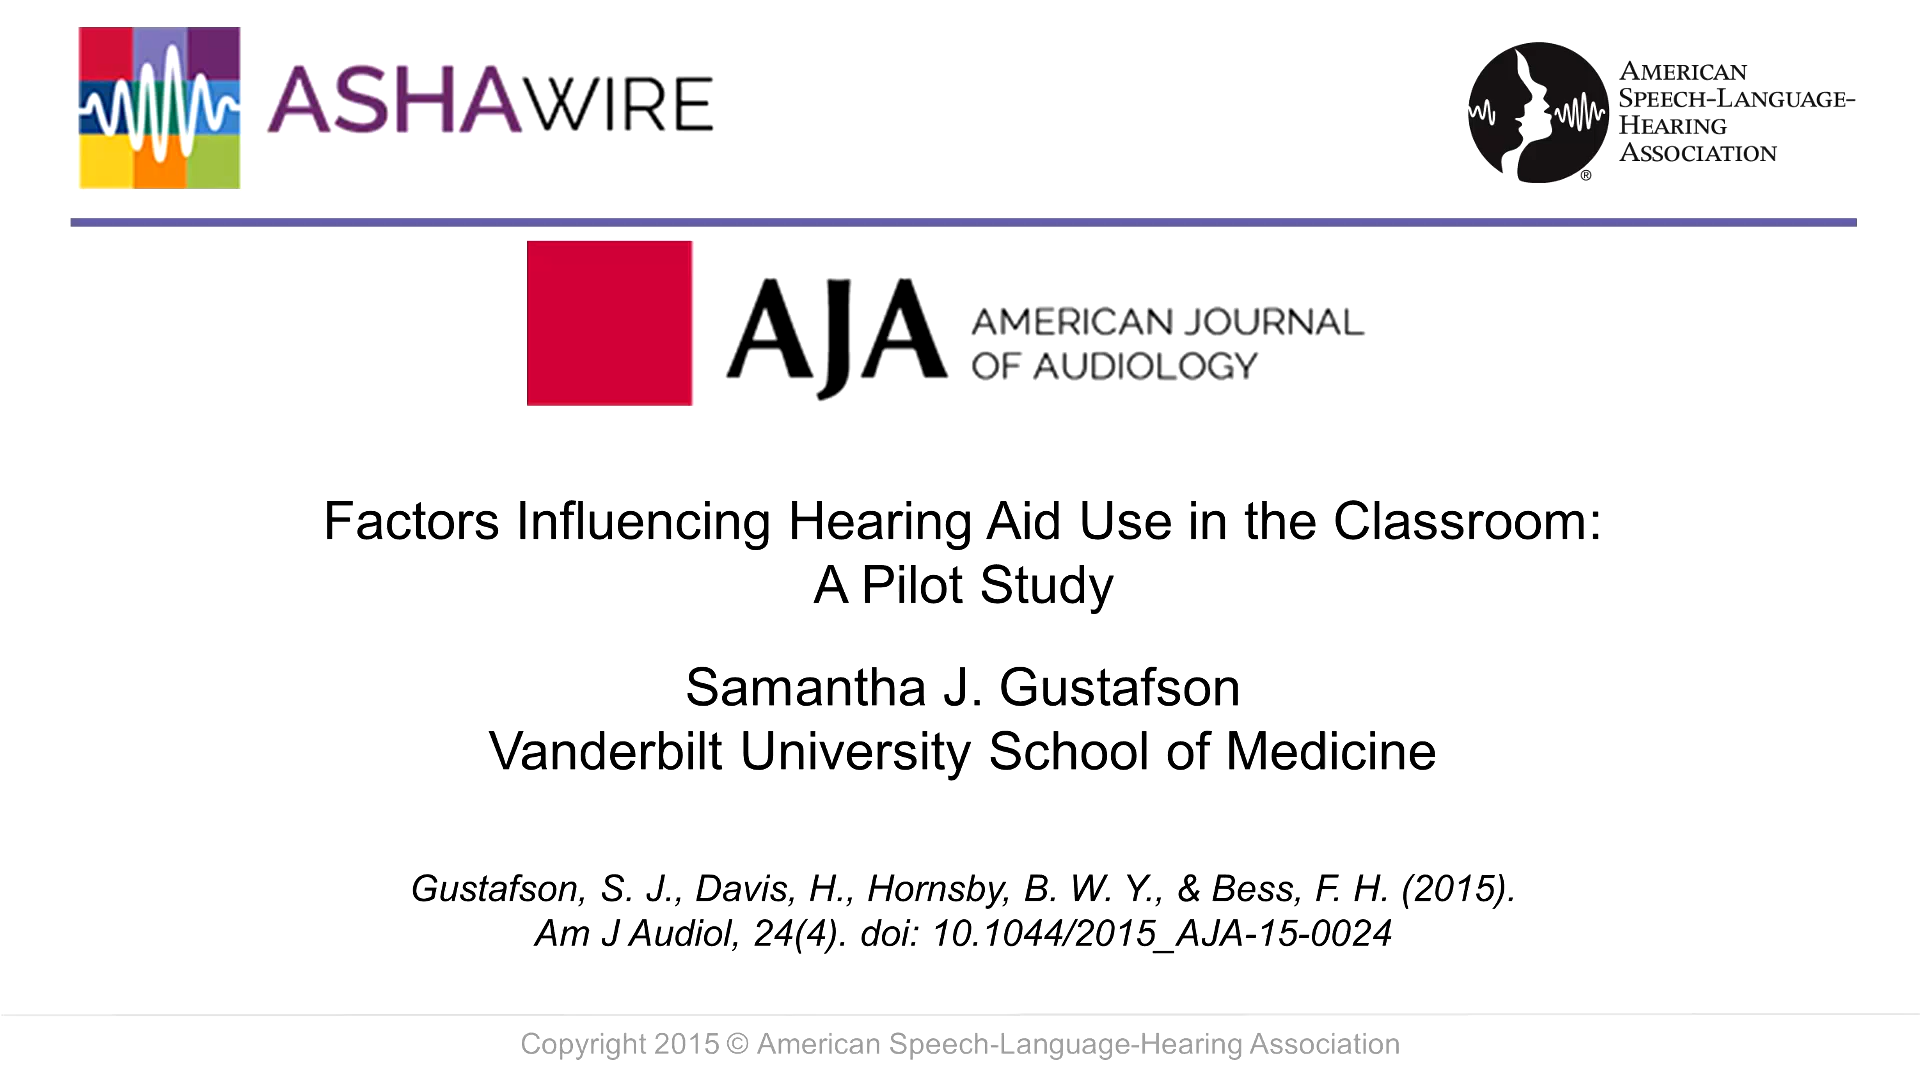 ASHAWIRE
AMERICAN
SPEECH-LANGUAGE-
HEARING
ASSOCIATION
®
AJA AMERICAN JOURNAL
OF AUDIOLOGY
Factors Influencing Hearing Aid Use in the Classroom:
A Pilot Study
Samantha J. Gustafson
Vanderbilt University School of Medicine
Gustafson, S. J., Davis, H., Hornsby, B. W. Y., & Bess, F. H. (2015).
Am J Audiol, 24(4). doi: 10.1044/2015_AJA-15-0024
Copyright 2015 © American Speech-Language-Hearing Association